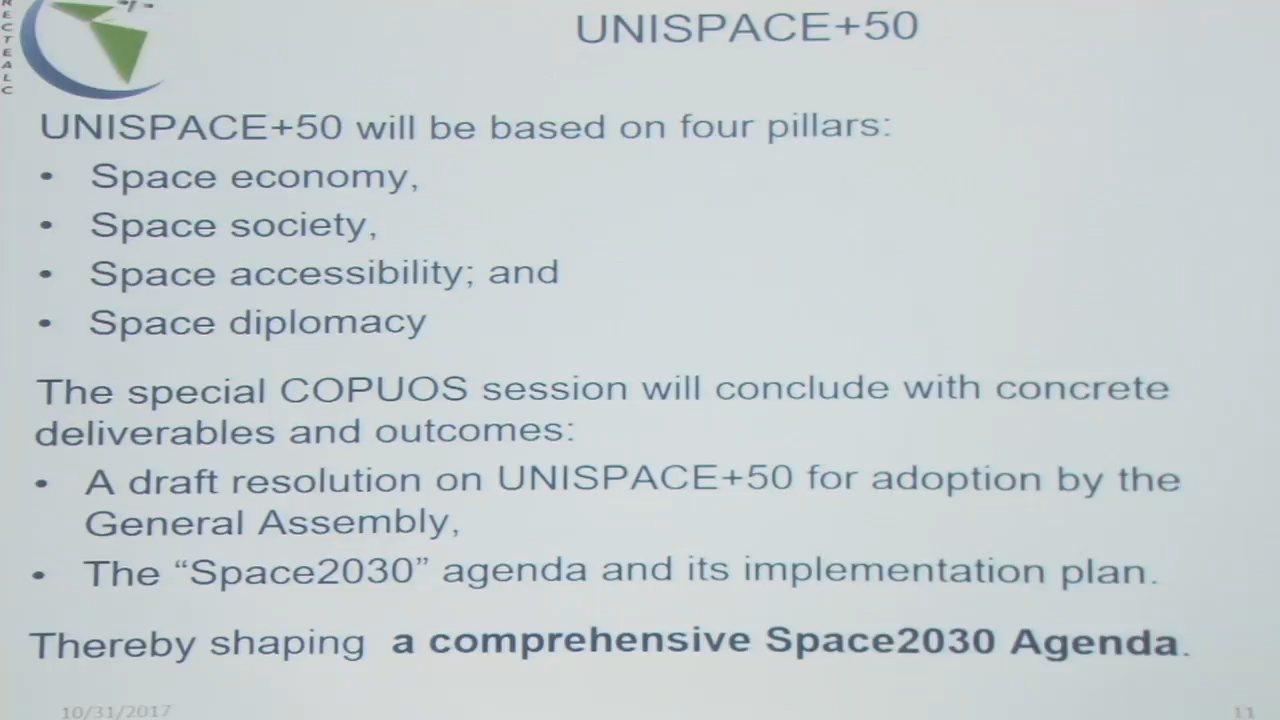 RECTEALC
UNISPACE+50
UNISPACE+50 will be based on four pillars:
• Space economy,
• Space society,
• Space accessibility; and
• Space diplomacy
The special COPUOS session will conclude with concrete
deliverables and outcomes:
• A draft resolution on UNISPACE+50 for adoption by the
General Assembly,
• The “Space2030” agenda and its implementation plan.
Thereby shaping a comprehensive Space2030 Agenda.
10/31/2017
11